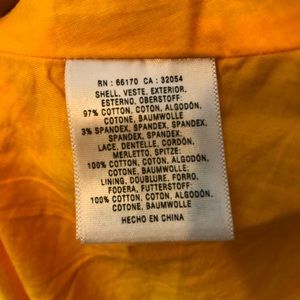 RN : 66170 CA : 32054
SHELL, VESTE, EXTERIOR,
ESTERNO, OBERSTOFF:
97% COTTON, COTON, ALGODÓN,
COTONE, BAUMWOLLE
3% SPANDEX, SPANDEX, SPANDEX,
SPANDEX, SPANDEX:
LACE, DENTELLE, CORDÓN,
MERLETTO, SPITZE:
100% COTTON, COTON, ALGODÓN,
COTONE, BAUMWOLLE:
LINING, DOUBLURE, FORRO,
FODERA, FUTTERSTOFF:
100% COTTON, COTON, ALGODÓN,
COTONE, BAUMWOLLE
HECHO EN CHINA